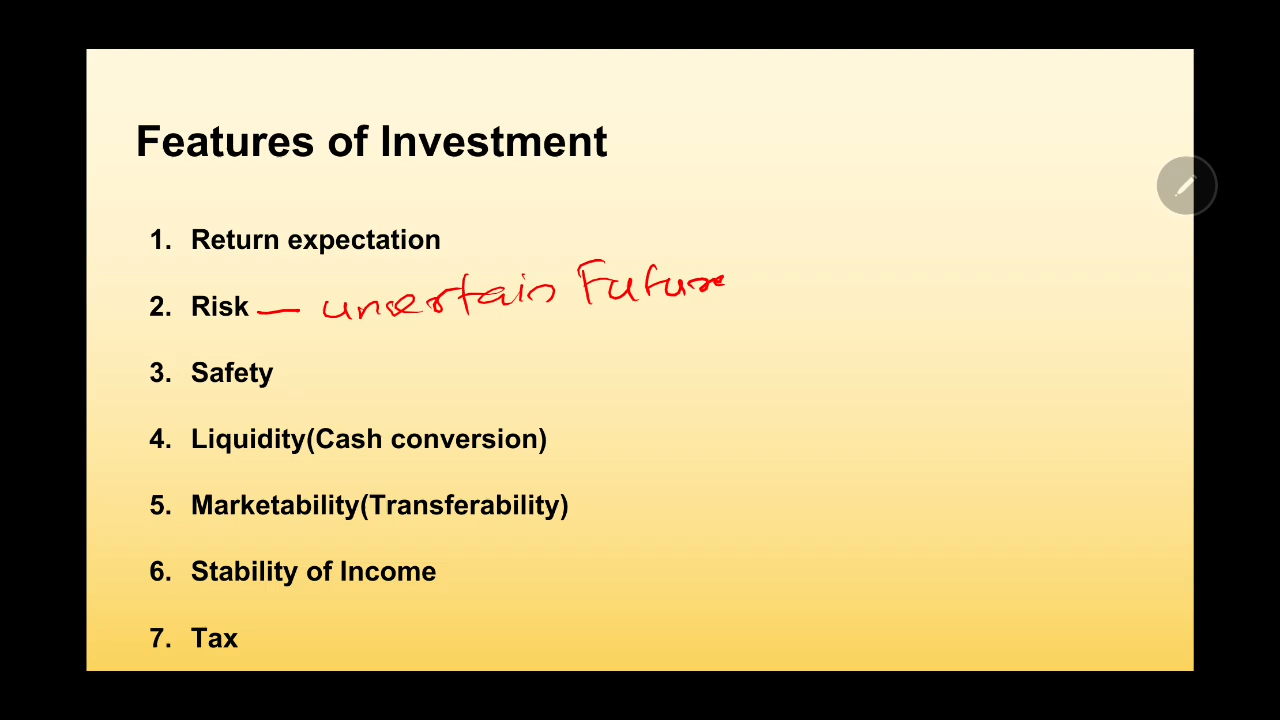 Features of Investment
1. Return expectation
2. Risk — uncertain Future
3. Safety
4. Liquidity(Cash conversion)
5. Marketability(Transferability)
6. Stability of Income
7. Tax